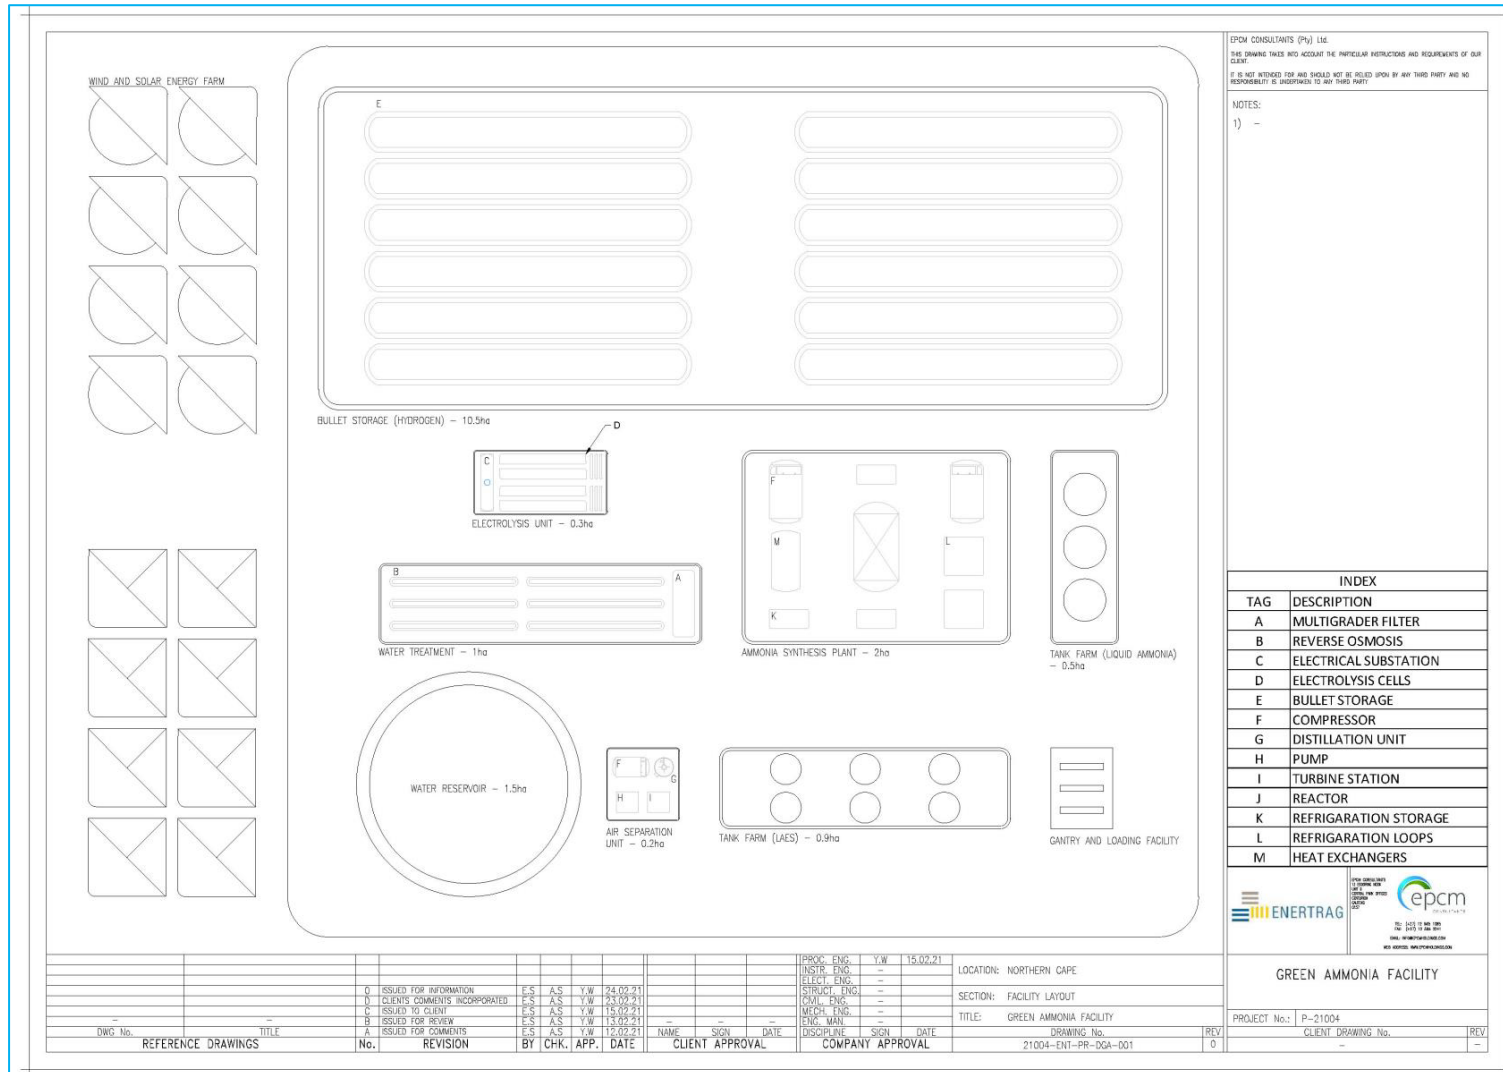 EPCM CONSULTANTS (Pty) Ltd.
THIS DRAWING TAKES INTO ACCOUNT THE PARTICULAR INSTRUCTIONS AND REQUIREMENTS OF OUR
CLIENT.
IT IS NOT INTENDED FOR AND SHOULD NOT BE RELIED UPON BY ANY THIRD PARTY AND NO
RESPONSIBILITY IS UNDERTAKEN TO ANY THIRD PARTY
NOTES:
1) –
WIND AND SOLAR ENERGY FARM
E
BULLET STORAGE (HYDROGEN) – 10.5ha
D
C
ELECTROLYSIS UNIT – 0.3ha
B
A
WATER TREATMENT – 1ha
F
M
L
K
AMMONIA SYNTHESIS PLANT – 2ha
TANK FARM (LIQUID AMMONIA)
– 0.5ha
WATER RESERVOIR – 1.5ha
F
G
H
I
AIR SEPARATION
UNIT – 0.2ha
TANK FARM (LAES) – 0.9ha
GANTRY AND LOADING FACILITY
INDEX
TAG DESCRIPTION
A MULTIGRADER FILTER
B REVERSE OSMOSIS
C ELECTRICAL SUBSTATION
D ELECTROLYSIS CELLS
E BULLET STORAGE
F COMPRESSOR
G DISTILLATION UNIT
H PUMP
I TURBINE STATION
J REACTOR
K REFRIGARATION STORAGE
L REFRIGARATION LOOPS
M HEAT EXCHANGERS
ENERTRAG
epcm
CONSULTANTS
GREEN AMMONIA FACILITY
PROJECT No.: P–21004
CLIENT DRAWING No. REV
– –
0 ISSUED FOR INFORMATION E.S A.S Y.W 24.02.21
D CLIENTS COMMENTS INCORPORATED E.S A.S Y.W 23.02.21
C ISSUED TO CLIENT E.S A.S Y.W 15.02.21
B ISSUED FOR REVIEW E.S A.S Y.W 13.02.21
A ISSUED FOR COMMENTS E.S A.S Y.W 12.02.21
No. REVISION BY CHK. APP. DATE
– –
DWG No. TITLE
REFERENCE DRAWINGS
– – –
NAME SIGN DATE
CLIENT APPROVAL
PROC. ENG. Y.W 15.02.21
INSTR. ENG. –
ELECT. ENG. –
STRUCT. ENG. –
CIVIL. ENG. –
MECH. ENG. –
ENG. MAN. –
DISCIPLINE SIGN DATE
COMPANY APPROVAL
LOCATION: NORTHERN CAPE
SECTION: FACILITY LAYOUT
TITLE: GREEN AMMONIA FACILITY
DRAWING No. REV
21004–ENT–PR–DGA–001 0